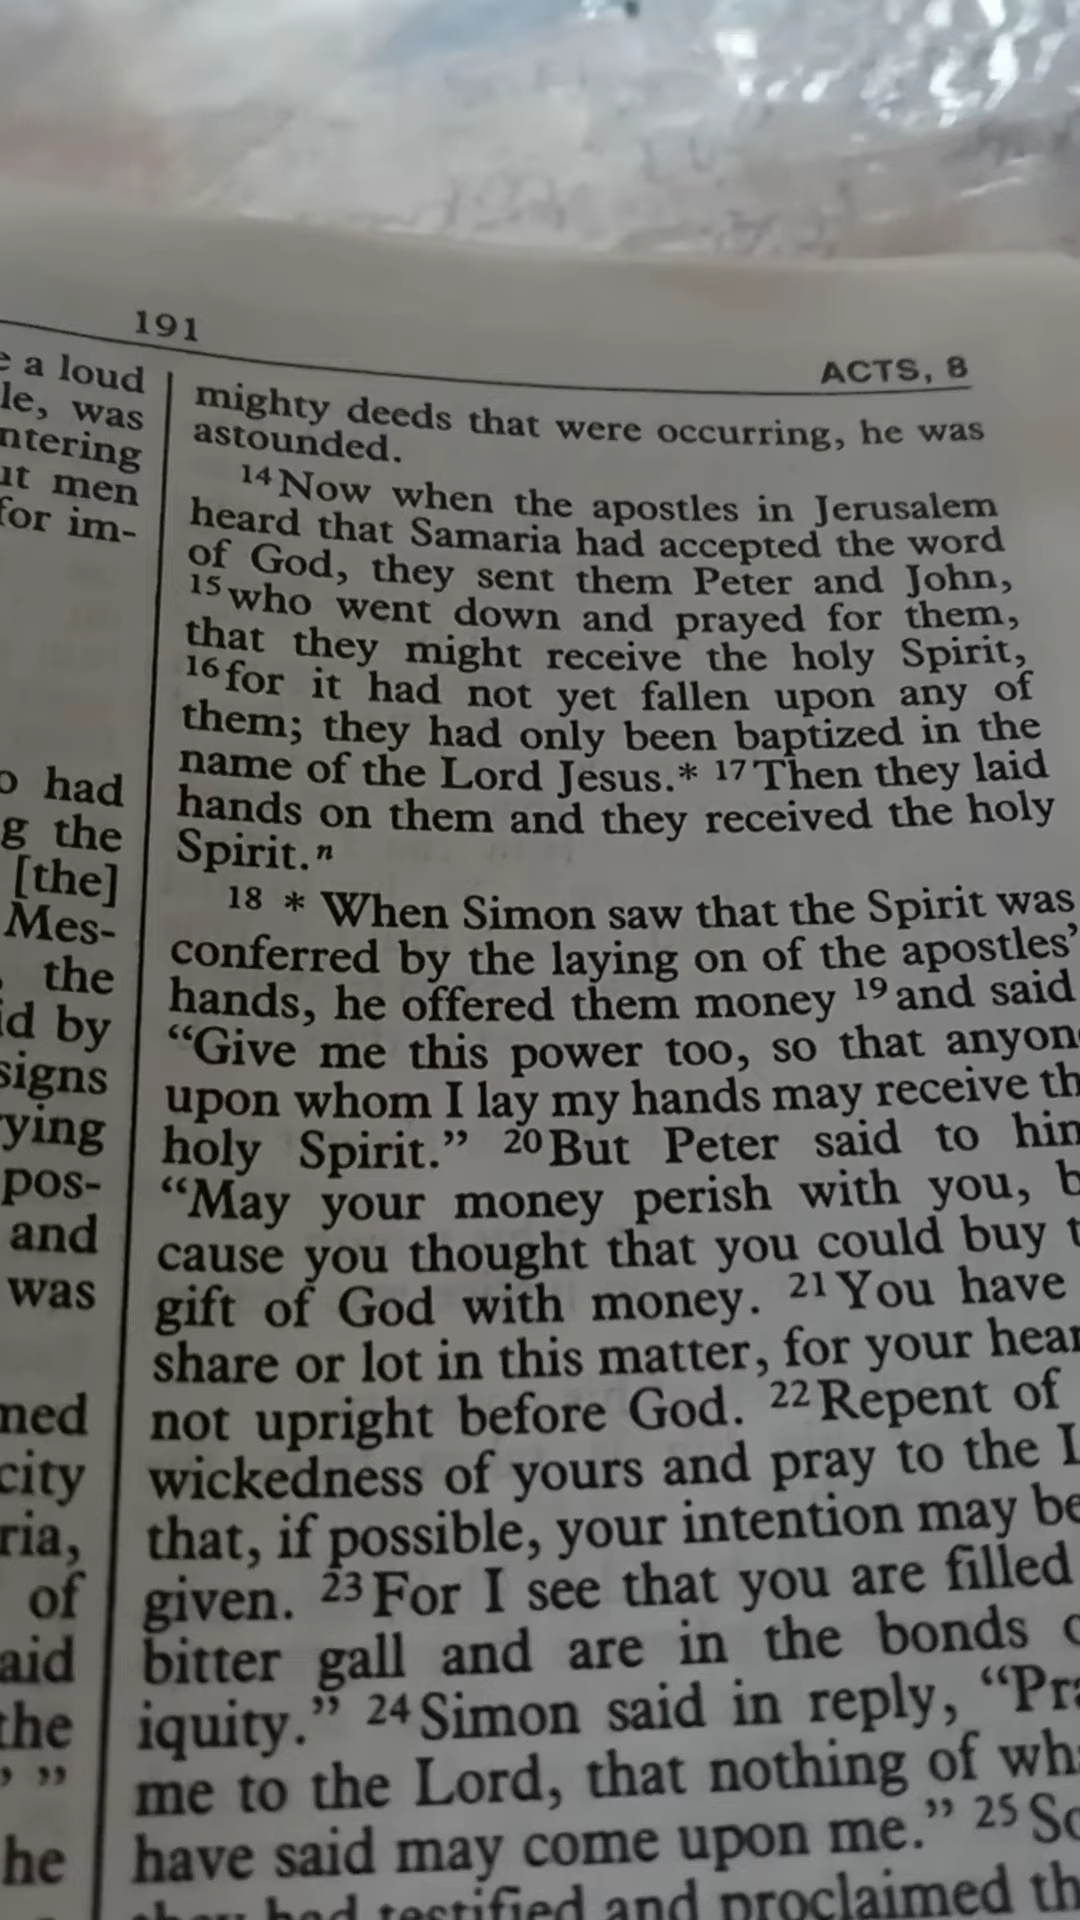 191
ACTS, 8
a loud
le, was
ntering
ut men
for im-
had
g the
[the]
Mes-
the
id by
signs
ying
pos-
and
was
ned
city
ria,
of
aid
the
’ ”
he
mighty deeds that were occurring, he was
astounded.
14 Now when the apostles in Jerusalem
heard that Samaria had accepted the word
of God, they sent them Peter and John,
15 who went down and prayed for them,
that they might receive the holy Spirit,
16 for it had not yet fallen upon any of
them; they had only been baptized in the
name of the Lord Jesus.* 17 Then they laid
hands on them and they received the holy
Spirit.n
18 * When Simon saw that the Spirit was
conferred by the laying on of the apostles’
hands, he offered them money 19 and said
“Give me this power too, so that anyon
upon whom I lay my hands may receive th
holy Spirit.” 20 But Peter said to him
“May your money perish with you, b
cause you thought that you could buy t
gift of God with money. 21 You have
share or lot in this matter, for your hear
not upright before God. 22 Repent of
wickedness of yours and pray to the L
that, if possible, your intention may be
given. 23 For I see that you are filled
bitter gall and are in the bonds o
iquity.” 24 Simon said in reply, “Pra
me to the Lord, that nothing of wha
have said may come upon me.” 25 So
they had testified and proclaimed th